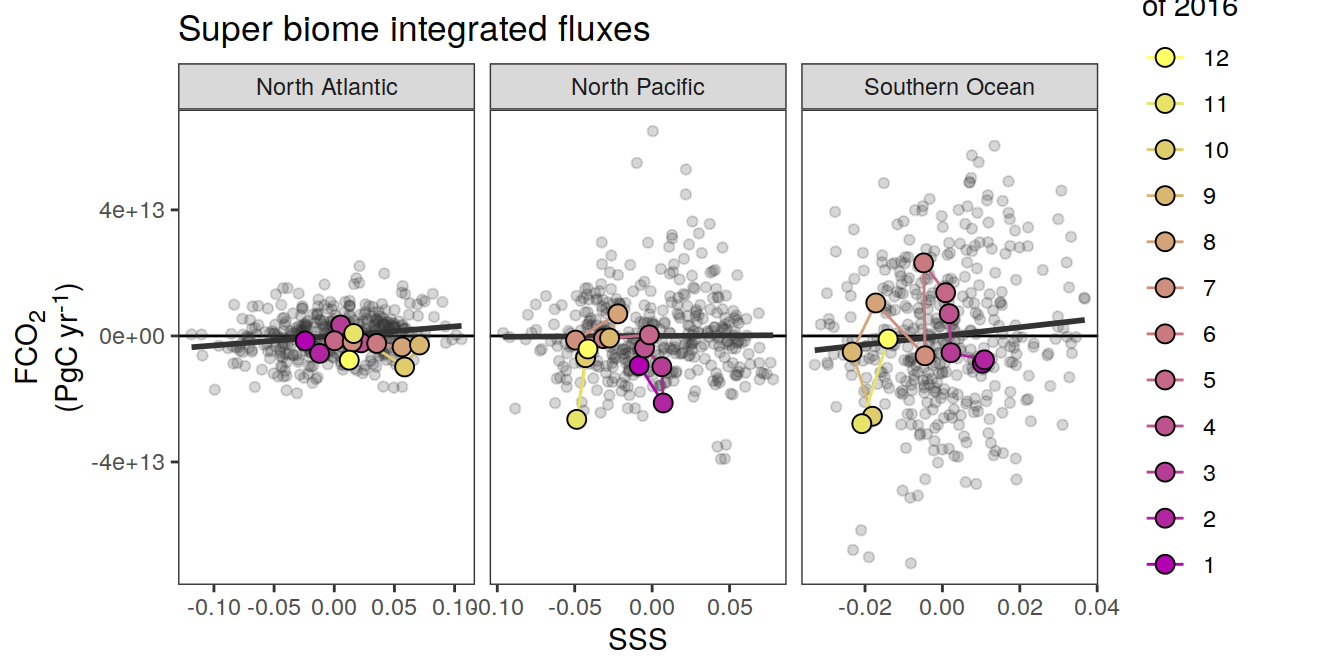 Super biome integrated fluxes
of 2016
North Atlantic
North Pacific
Southern Ocean
4e+13
0e+00
-4e+13
FCO2
(PgC yr-1)
-0.10 -0.05 0.00 0.05 0.10
-0.10 -0.05 0.00 0.05
-0.02 0.00 0.02 0.04
SSS
12
11
10
9
8
7
6
5
4
3
2
1